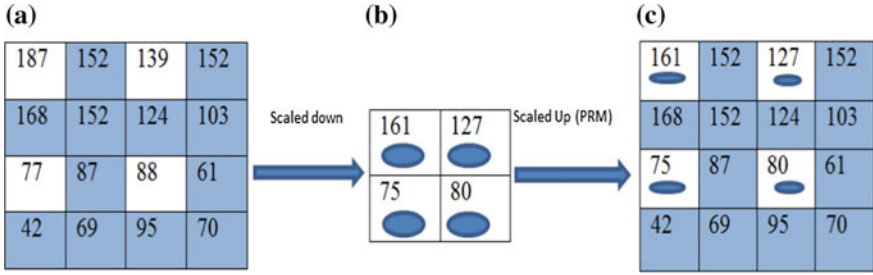 (a)
187 152 139 152
168 152 124 103
77 87 88 61
42 69 95 70
Scaled down
(b)
161 127
75 80
Scaled Up (PRM)
(c)
161 152 127 152
168 152 124 103
75 87 80 61
42 69 95 70